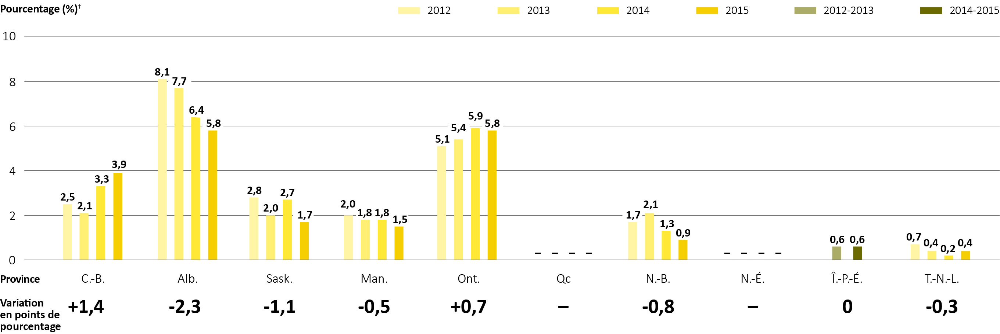 Pourcentage (%)†
2012 2013 2014 2015 2012-2013 2014-2015
10
8
6
4
2
0
2,5 2,1 3,3 3,9
8,1 7,7 6,4 5,8
2,8 2,0 2,7 1,7
2,0 1,8 1,8 1,5
5,1 5,4 5,9 5,8
– – – –
1,7 2,1 1,3 0,9
– – – –
0,6 0,6
0,7 0,4 0,2 0,4
Province C.-B. Alb. Sask. Man. Ont. Qc N.-B. N.-É. Î.-P.-É. T.-N.-L.
Variation
en points de
pourcentage
+1,4 -2,3 -1,1 -0,5 +0,7 – -0,8 – 0 -0,3